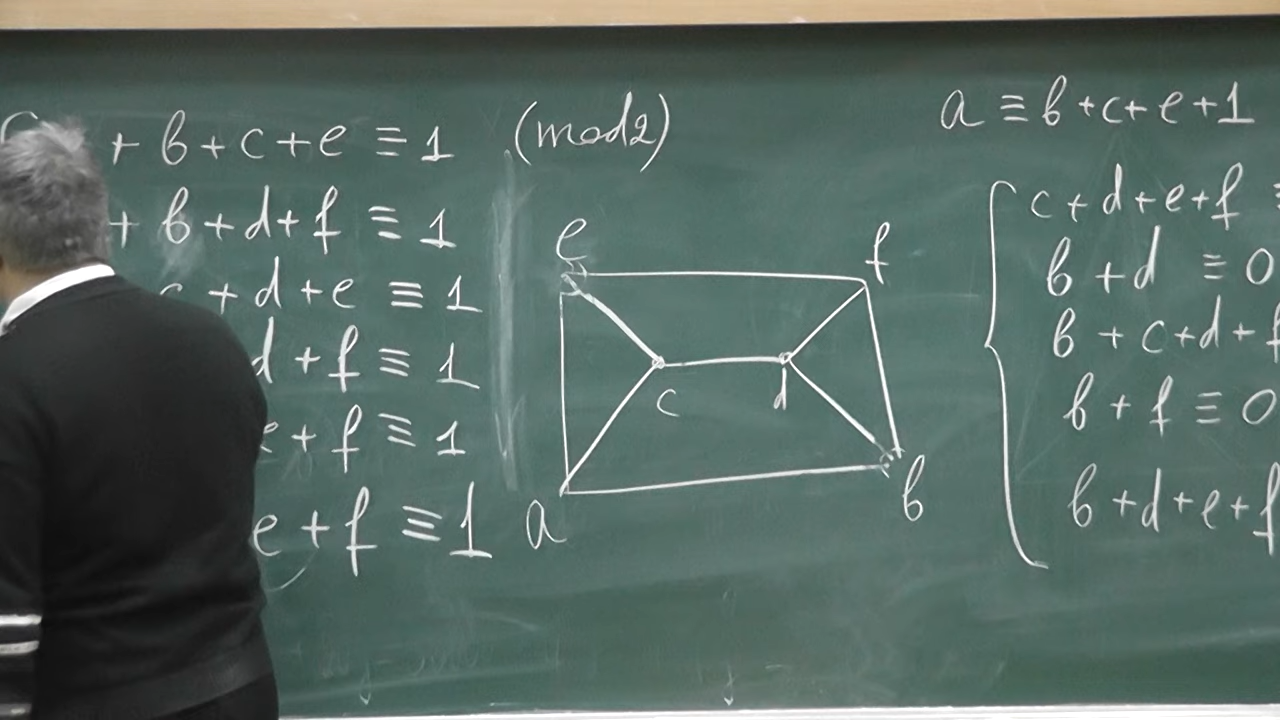 + b + c + e ≡ 1 (mod 2)
+ b + d + f ≡ 1
c + d + e ≡ 1
d + f ≡ 1
e + f ≡ 1
e + f ≡ 1
e
f
c
d
a
b
a ≡ b + c + e + 1
c + d + e + f ≡
b + d ≡ 0
b + c + d + f
b + f ≡ 0
b + d + e + f